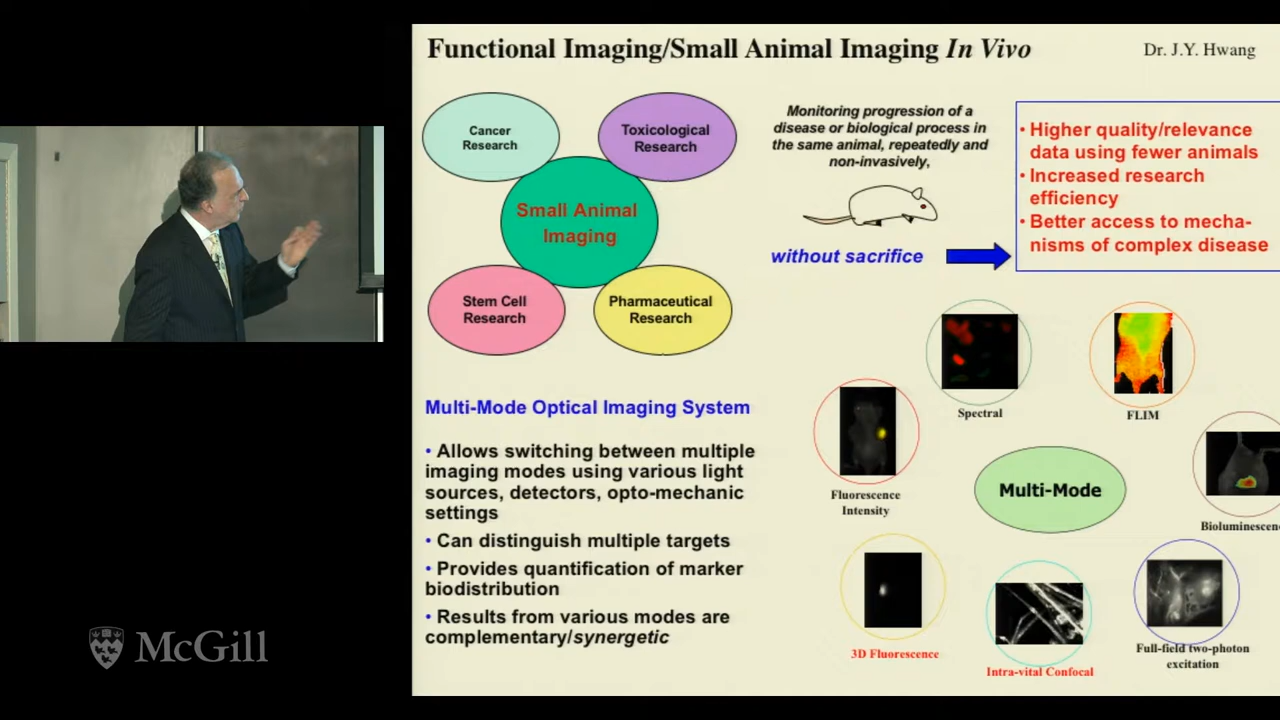 Functional Imaging/Small Animal Imaging In Vivo
Dr. J.Y. Hwang
Cancer
Research
Toxicological
Research
Small Animal
Imaging
Stem Cell
Research
Pharmaceutical
Research
Monitoring progression of a
disease or biological process in
the same animal, repeatedly and
non-invasively,
without sacrifice
• Higher quality/relevance
data using fewer animals
• Increased research
efficiency
• Better access to mecha-
nisms of complex disease
Multi-Mode Optical Imaging System
• Allows switching between multiple
imaging modes using various light
sources, detectors, opto-mechanic
settings
• Can distinguish multiple targets
• Provides quantification of marker
biodistribution
• Results from various modes are
complementary/synergetic
Spectral
FLIM
Fluorescence
Intensity
Multi-Mode
Bioluminescen
3D Fluorescence
Intra-vital Confocal
Full-field two-photon
excitation
McGill